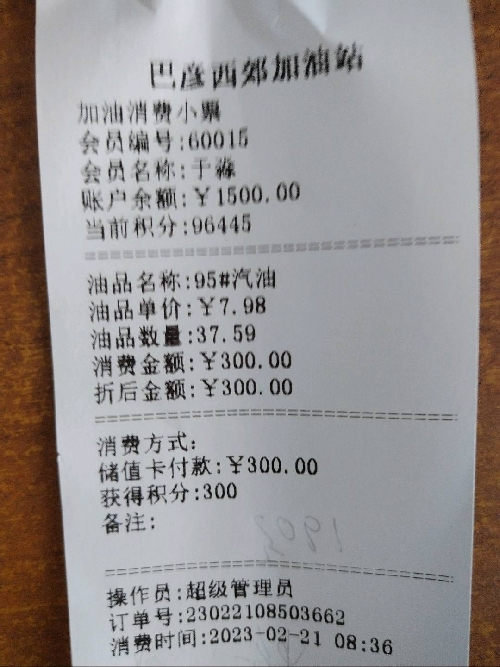 巴彦西郊加油站
加油消费小票
会员编号:60015
会员名称:于淼
账户余额:￥1500.00
当前积分:96445
油品名称:95#汽油
油品单价:￥7.98
油品数量:37.59
消费金额:￥300.00
折后金额:￥300.00
消费方式:
储值卡付款:￥300.00
获得积分:300
备注:
操作员:超级管理员
订单号:23022108503662
消费时间:2023-02-21 08:36